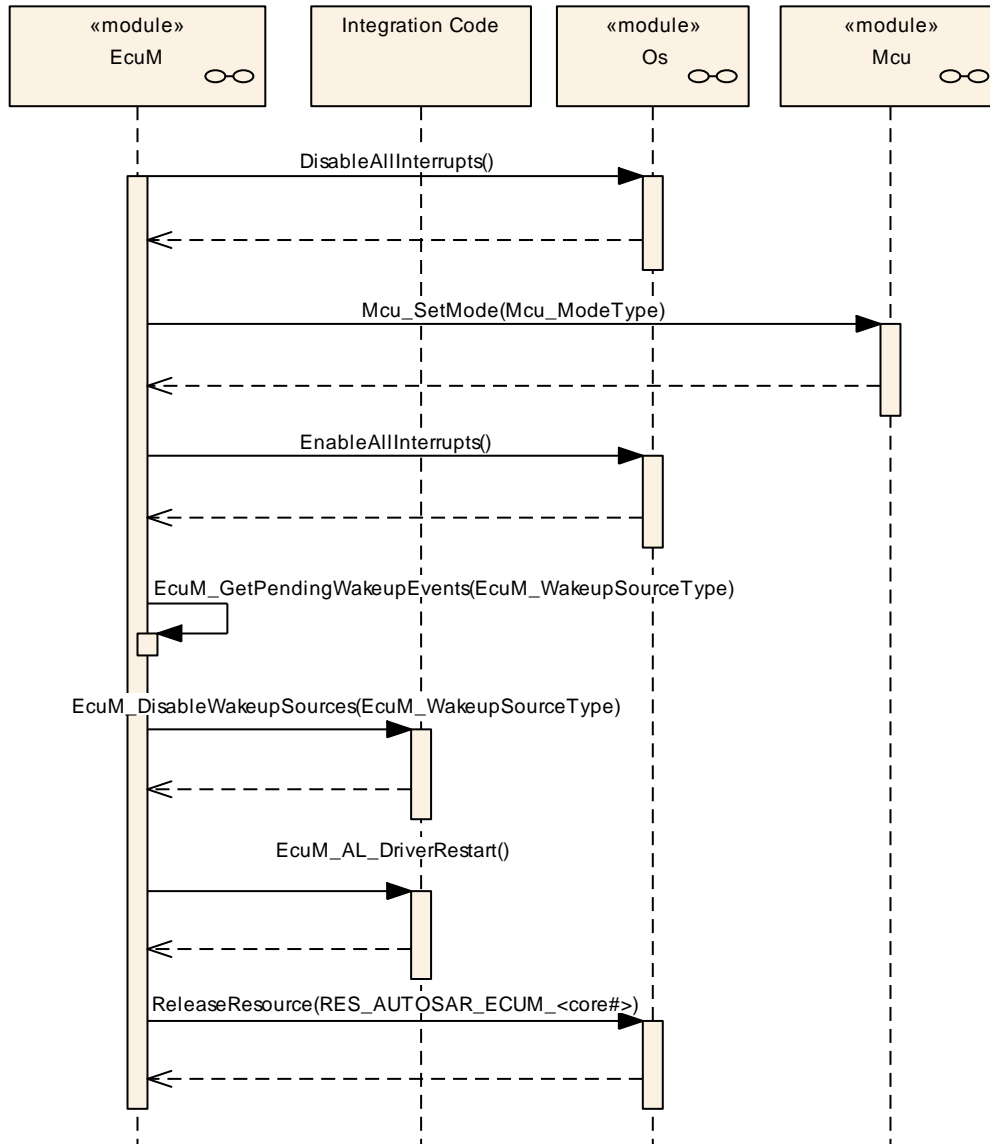 «module»
EcuM
Integration Code
«module»
Os
«module»
Mcu
DisableAllInterrupts()
Mcu_SetMode(Mcu_ModeType)
EnableAllInterrupts()
EcuM_GetPendingWakeupEvents(EcuM_WakeupSourceType)
EcuM_DisableWakeupSources(EcuM_WakeupSourceType)
EcuM_AL_DriverRestart()
ReleaseResource(RES_AUTOSAR_ECUM_<core#>)